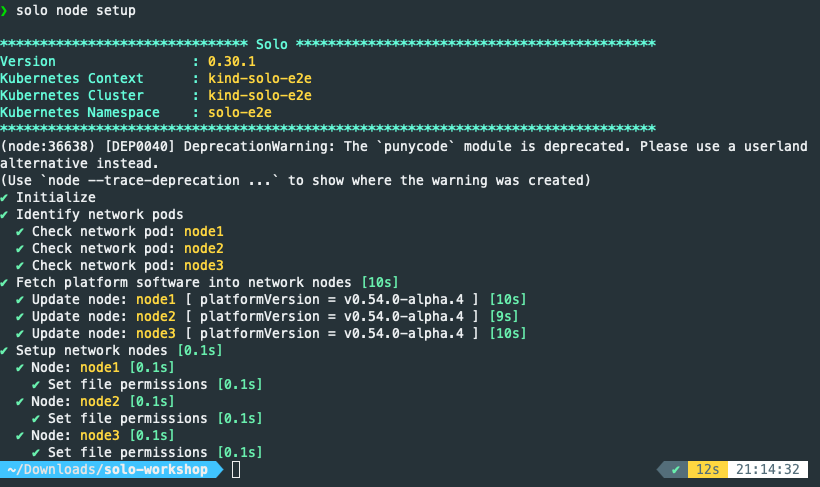 ❯ solo node setup
******************************* Solo *********************************************
Version                 : 0.30.1
Kubernetes Context      : kind-solo-e2e
Kubernetes Cluster      : kind-solo-e2e
Kubernetes Namespace    : solo-e2e
**********************************************************************************
(node:36638) [DEP0040] DeprecationWarning: The `punycode` module is deprecated. Please use a userland
alternative instead.
(Use `node --trace-deprecation ...` to show where the warning was created)
✔ Initialize
✔ Identify network pods
  ✔ Check network pod: node1
  ✔ Check network pod: node2
  ✔ Check network pod: node3
✔ Fetch platform software into network nodes [10s]
  ✔ Update node: node1 [ platformVersion = v0.54.0-alpha.4 ] [10s]
  ✔ Update node: node2 [ platformVersion = v0.54.0-alpha.4 ] [9s]
  ✔ Update node: node3 [ platformVersion = v0.54.0-alpha.4 ] [10s]
✔ Setup network nodes [0.1s]
  ✔ Node: node1 [0.1s]
    ✔ Set file permissions [0.1s]
  ✔ Node: node2 [0.1s]
    ✔ Set file permissions [0.1s]
  ✔ Node: node3 [0.1s]
    ✔ Set file permissions [0.1s]
~/Downloads/solo-workshop ✔ 12s 21:14:32